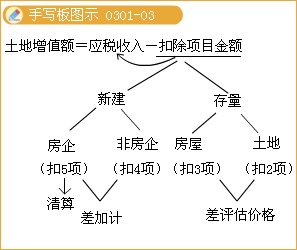 手写板图示 0301-03
土地增值额＝应税收入－扣除项目金额
新建 存量
房企 非房企 房屋 土地
（扣5项） （扣4项） （扣3项） （扣2项）
清算 差加计 差评估价格